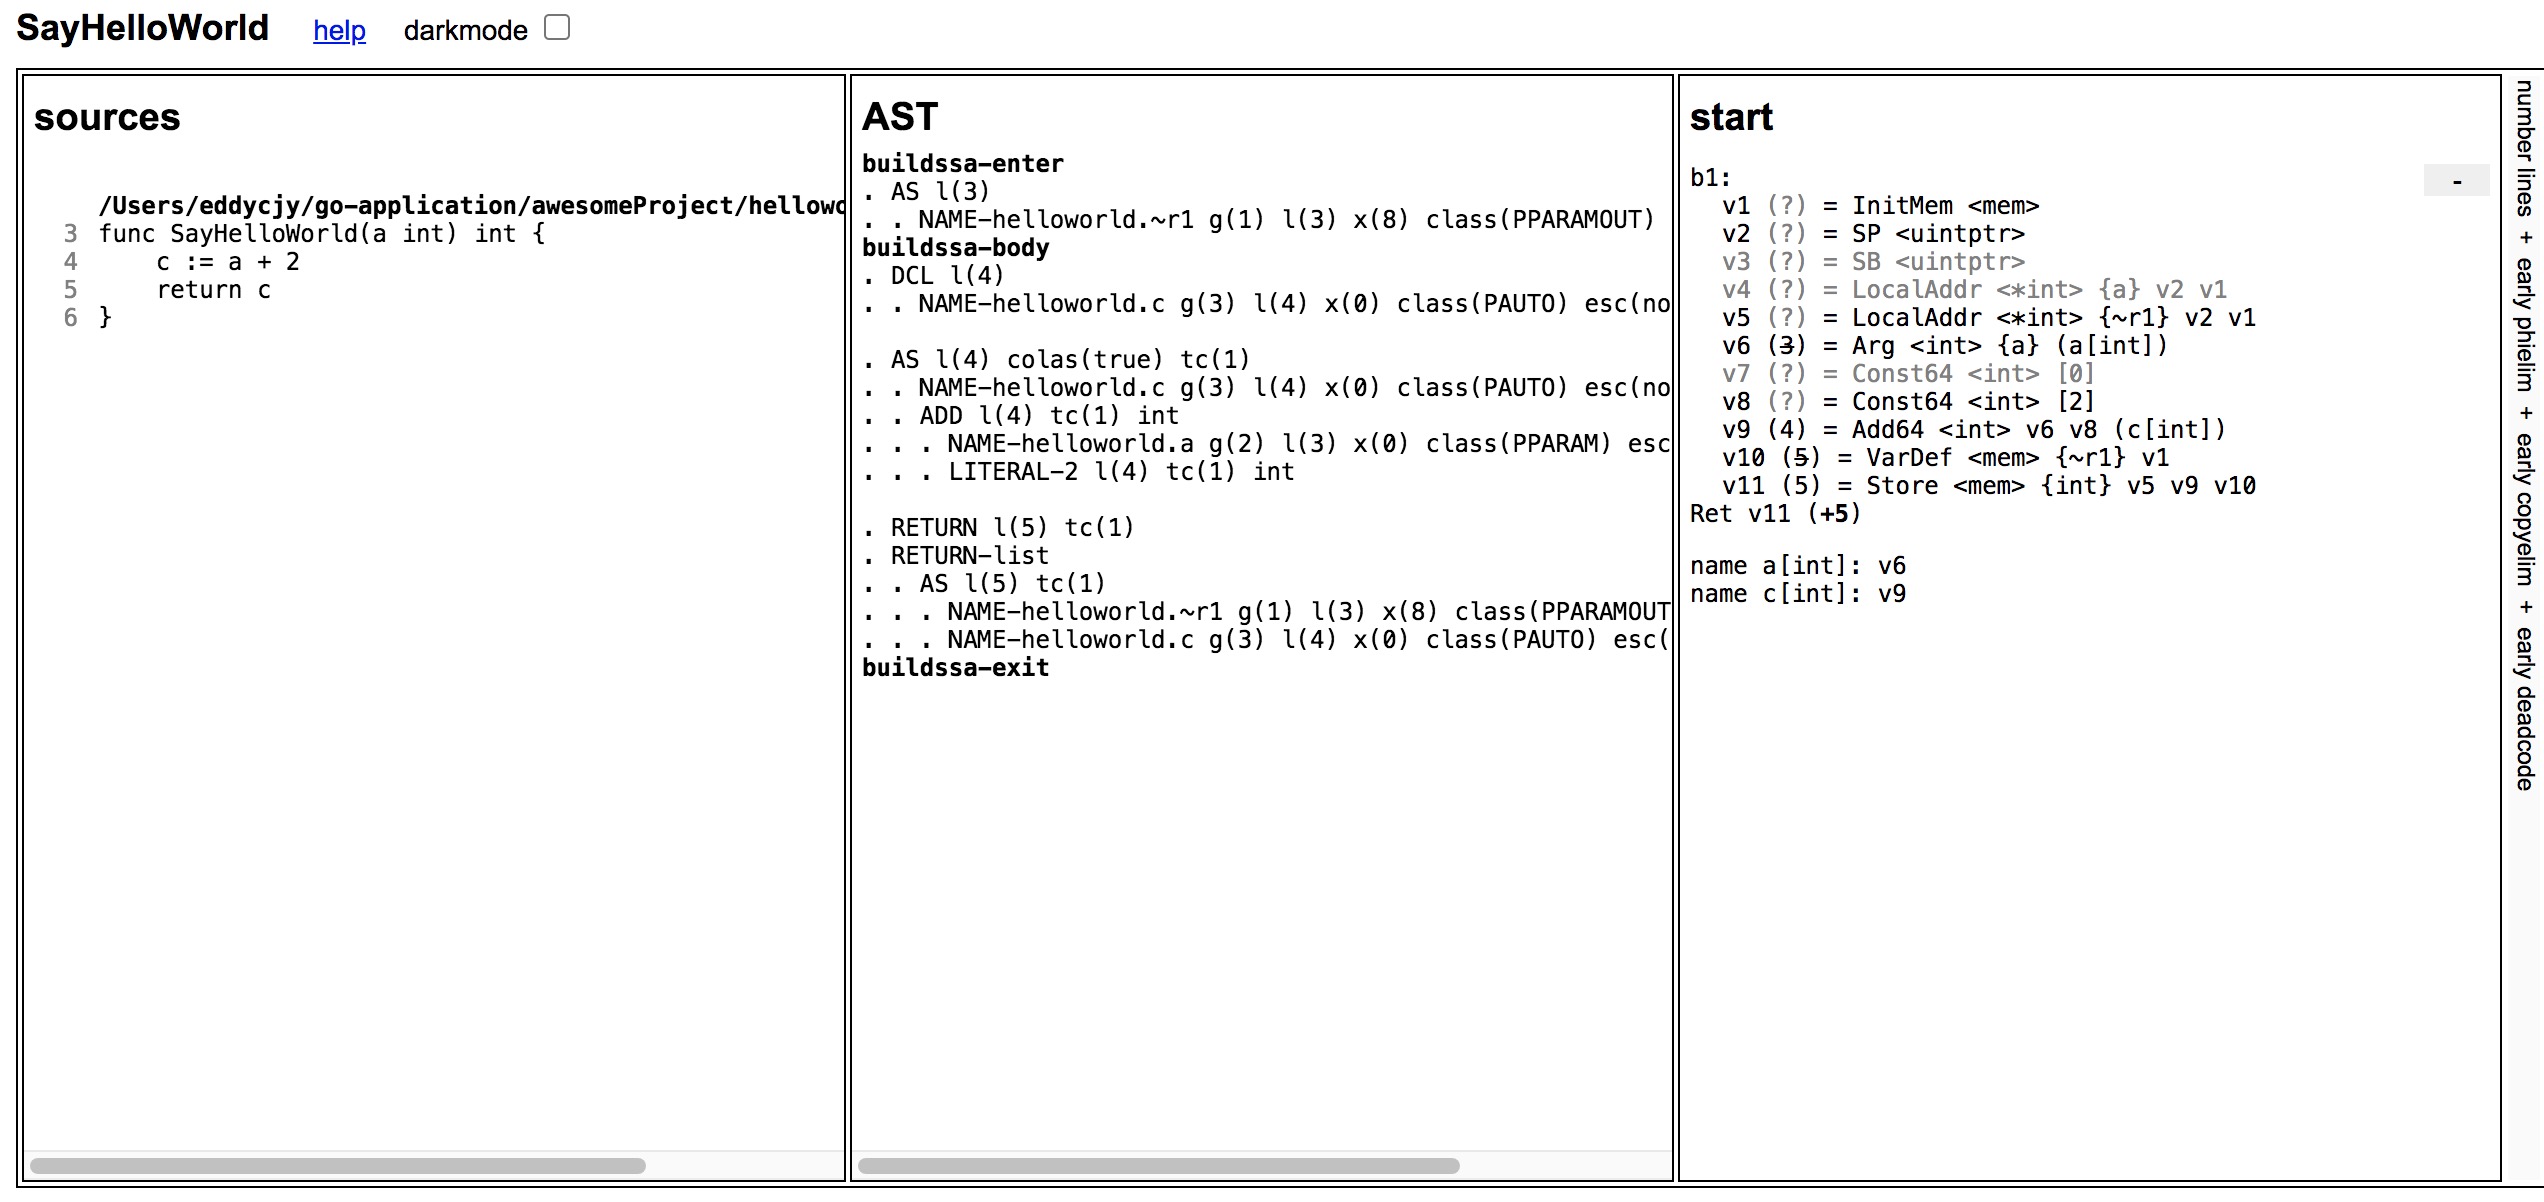 SayHelloWorld help darkmode
sources
/Users/eddycjy/go-application/awesomeProject/hellowo
3 func SayHelloWorld(a int) int {
4 c := a + 2
5 return c
6 }
AST
buildssa-enter
. AS l(3)
. . NAME-helloworld.~r1 g(1) l(3) x(8) class(PPARAMOUT)
buildssa-body
. DCL l(4)
. . NAME-helloworld.c g(3) l(4) x(0) class(PAUTO) esc(no
. AS l(4) colas(true) tc(1)
. . NAME-helloworld.c g(3) l(4) x(0) class(PAUTO) esc(no
. . ADD l(4) tc(1) int
. . . NAME-helloworld.a g(2) l(3) x(0) class(PPARAM) esc
. . . LITERAL-2 l(4) tc(1) int
. RETURN l(5) tc(1)
. RETURN-list
. . AS l(5) tc(1)
. . . NAME-helloworld.~r1 g(1) l(3) x(8) class(PPARAMOUT
. . . NAME-helloworld.c g(3) l(4) x(0) class(PAUTO) esc(
buildssa-exit
start
-
b1:
v1 (?) = InitMem <mem>
v2 (?) = SP <uintptr>
v3 (?) = SB <uintptr>
v4 (?) = LocalAddr <*int> {a} v2 v1
v5 (?) = LocalAddr <*int> {~r1} v2 v1
v6 (3) = Arg <int> {a} (a[int])
v7 (?) = Const64 <int> [0]
v8 (?) = Const64 <int> [2]
v9 (4) = Add64 <int> v6 v8 (c[int])
v10 (5) = VarDef <mem> {~r1} v1
v11 (5) = Store <mem> {int} v5 v9 v10
Ret v11 (+5)
name a[int]: v6
name c[int]: v9
number lines + early phielim + early copyelim + early deadcode